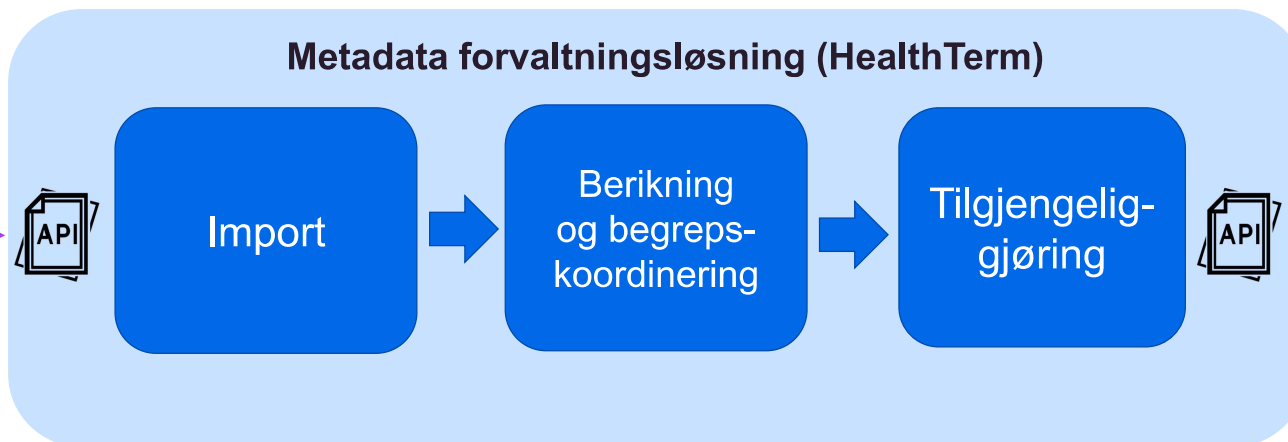 Metadata forvaltningsløsning (HealthTerm)
API
Import
Berikning
og begreps-
koordinering
Tilgjengelig-
gjøring
API